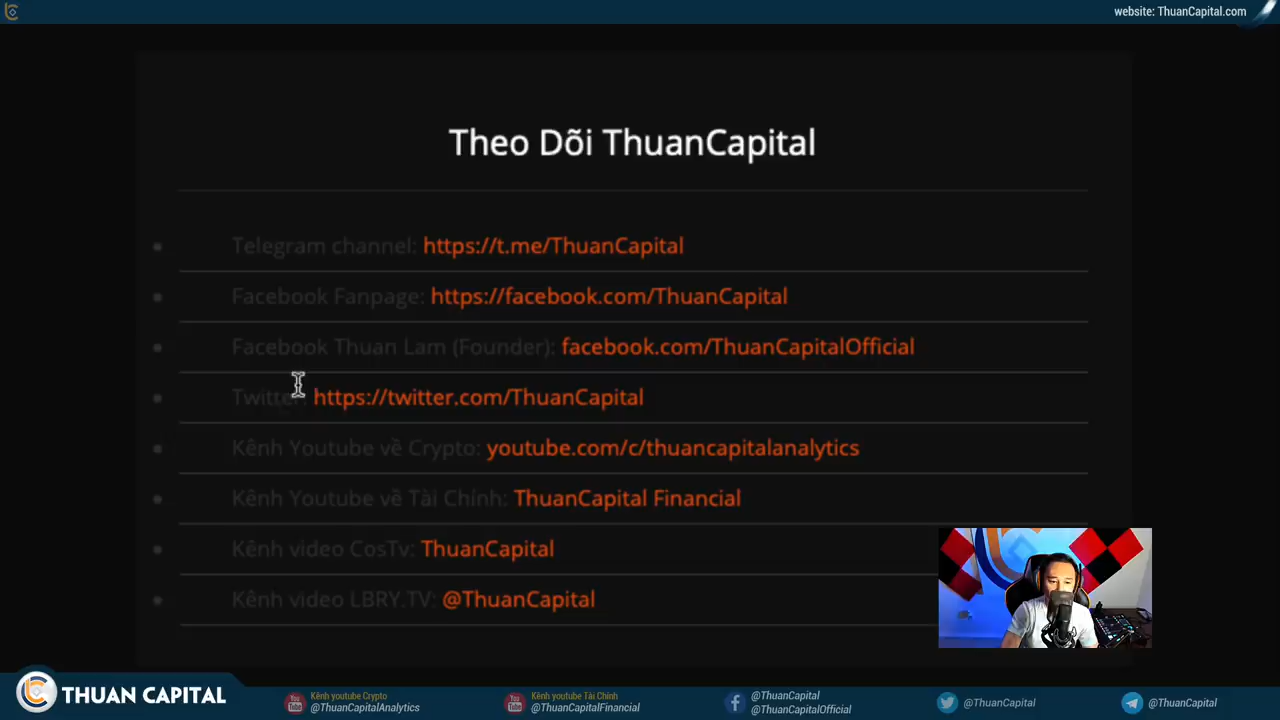 website: ThuanCapital.com
Theo Dõi ThuanCapital
Telegram channel: https://t.me/ThuanCapital
Facebook Fanpage: https://facebook.com/ThuanCapital
Facebook Thuan Lam (Founder): facebook.com/ThuanCapitalOfficial
Twitter: https://twitter.com/ThuanCapital
Kênh Youtube về Crypto: youtube.com/c/thuancapitalanalytics
Kênh Youtube về Tài Chính: ThuanCapital Financial
Kênh video CosTv: ThuanCapital
Kênh video LBRY.TV: @ThuanCapital
THUAN CAPITAL
Kênh youtube Crypto
@ThuanCapitalAnalytics
Kênh youtube Tài Chính
@ThuanCapitalFinancial
@ThuanCapital
@ThuanCapitalOfficial
@ThuanCapital
@ThuanCapital